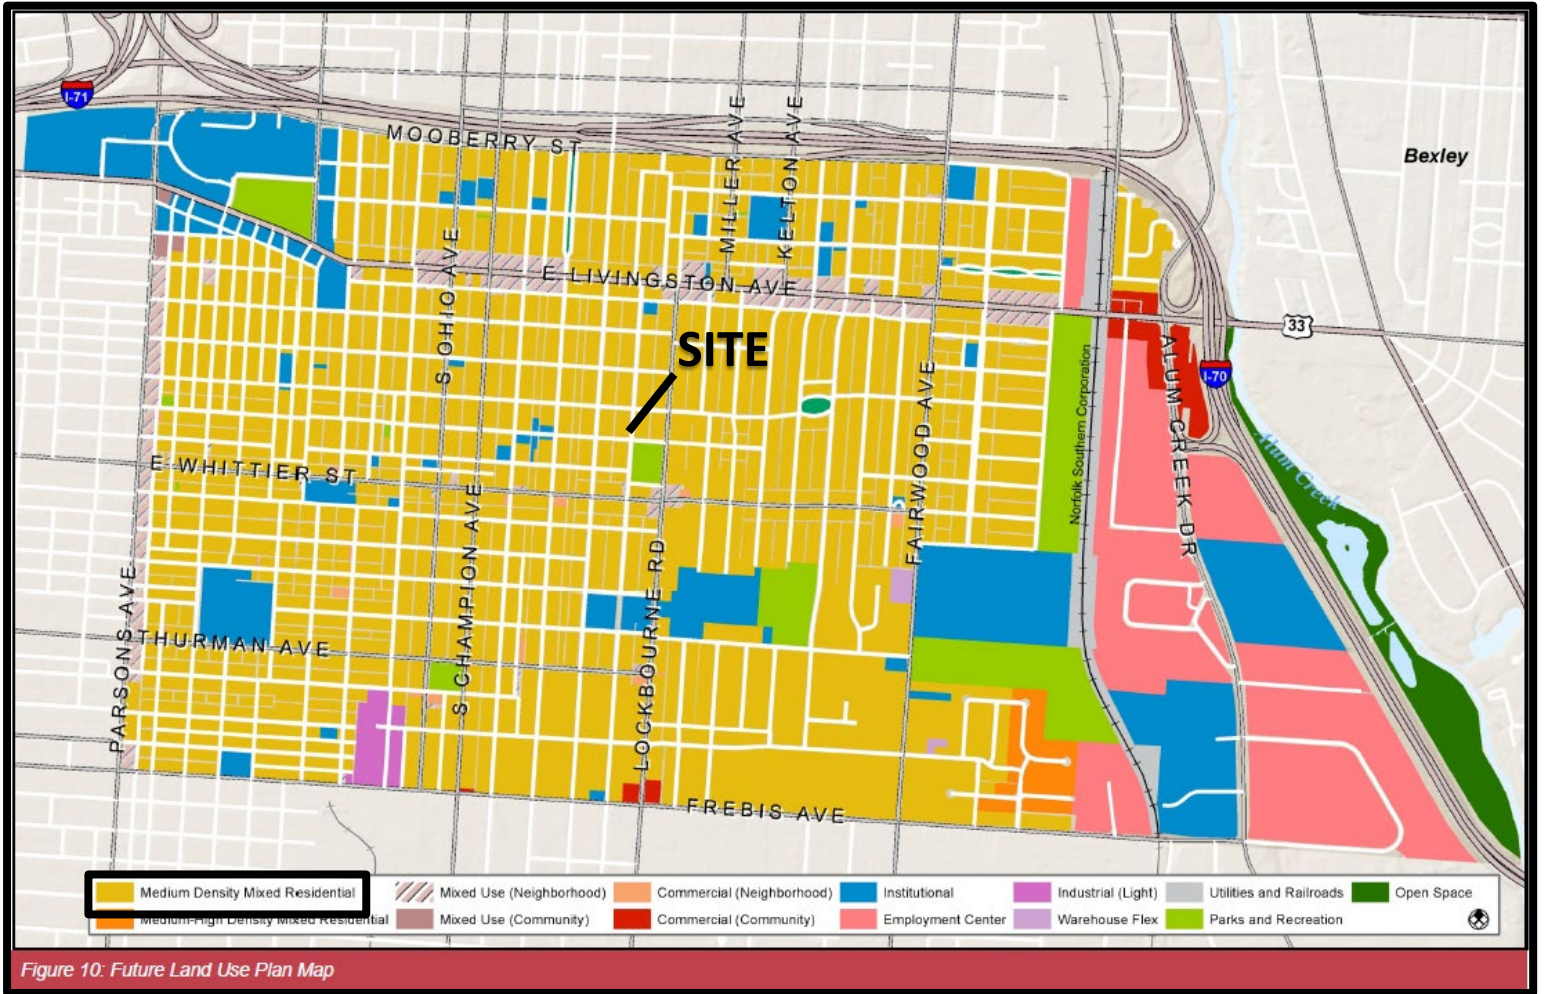 I-71
MOOBERRY ST
MILLER AVE
KELTON AVE
Bexley
S OHIO AVE
E LIVINGSTON AVE
33
SITE
I-70
Norfolk Southern Corporation
ALUM CREEK DR
FAIRWOOD AVE
Alum Creek
E WHITTIER ST
S CHAMPION AVE
LOCKBOURNE RD
PARSONS AVE
THURMAN AVE
FREBIS AVE
Medium Density Mixed Residential
Medium-High Density Mixed Residential
Mixed Use (Neighborhood)
Mixed Use (Community)
Commercial (Neighborhood)
Commercial (Community)
Institutional
Employment Center
Industrial (Light)
Warehouse Flex
Utilities and Railroads
Parks and Recreation
Open Space
Figure 10: Future Land Use Plan Map